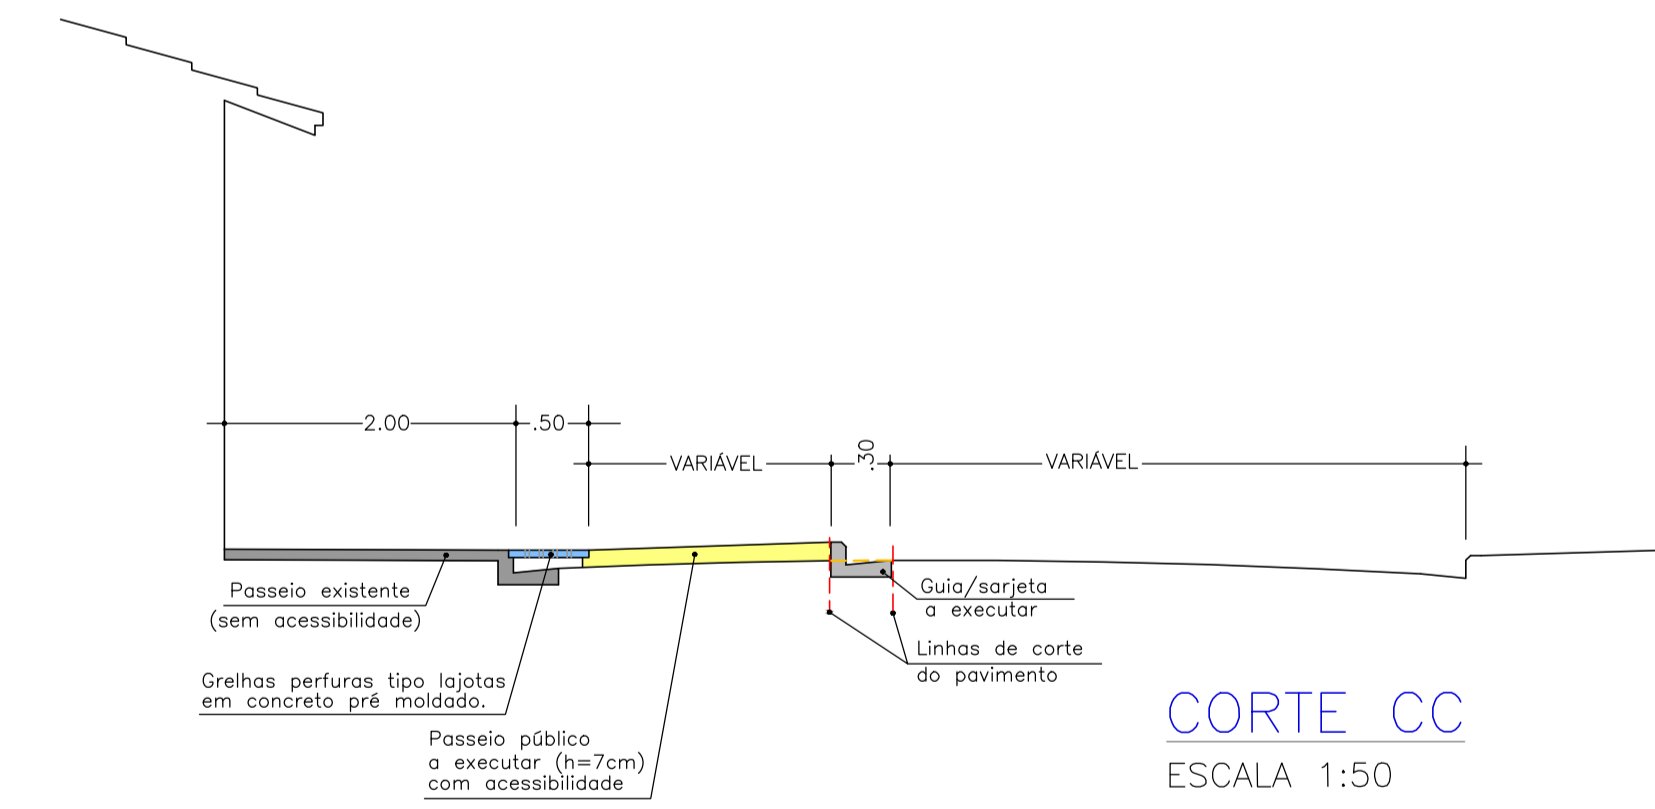 2.00
.50
VARIÁVEL
.30
VARIÁVEL
Passeio existente
(sem acessibilidade)
Guia/sarjeta
a executar
Linhas de corte
do pavimento
Grelhas perfuras tipo lajotas
em concreto pré moldado.
Passeio público
a executar (h=7cm)
com acessibilidade
CORTE CC
ESCALA 1:50